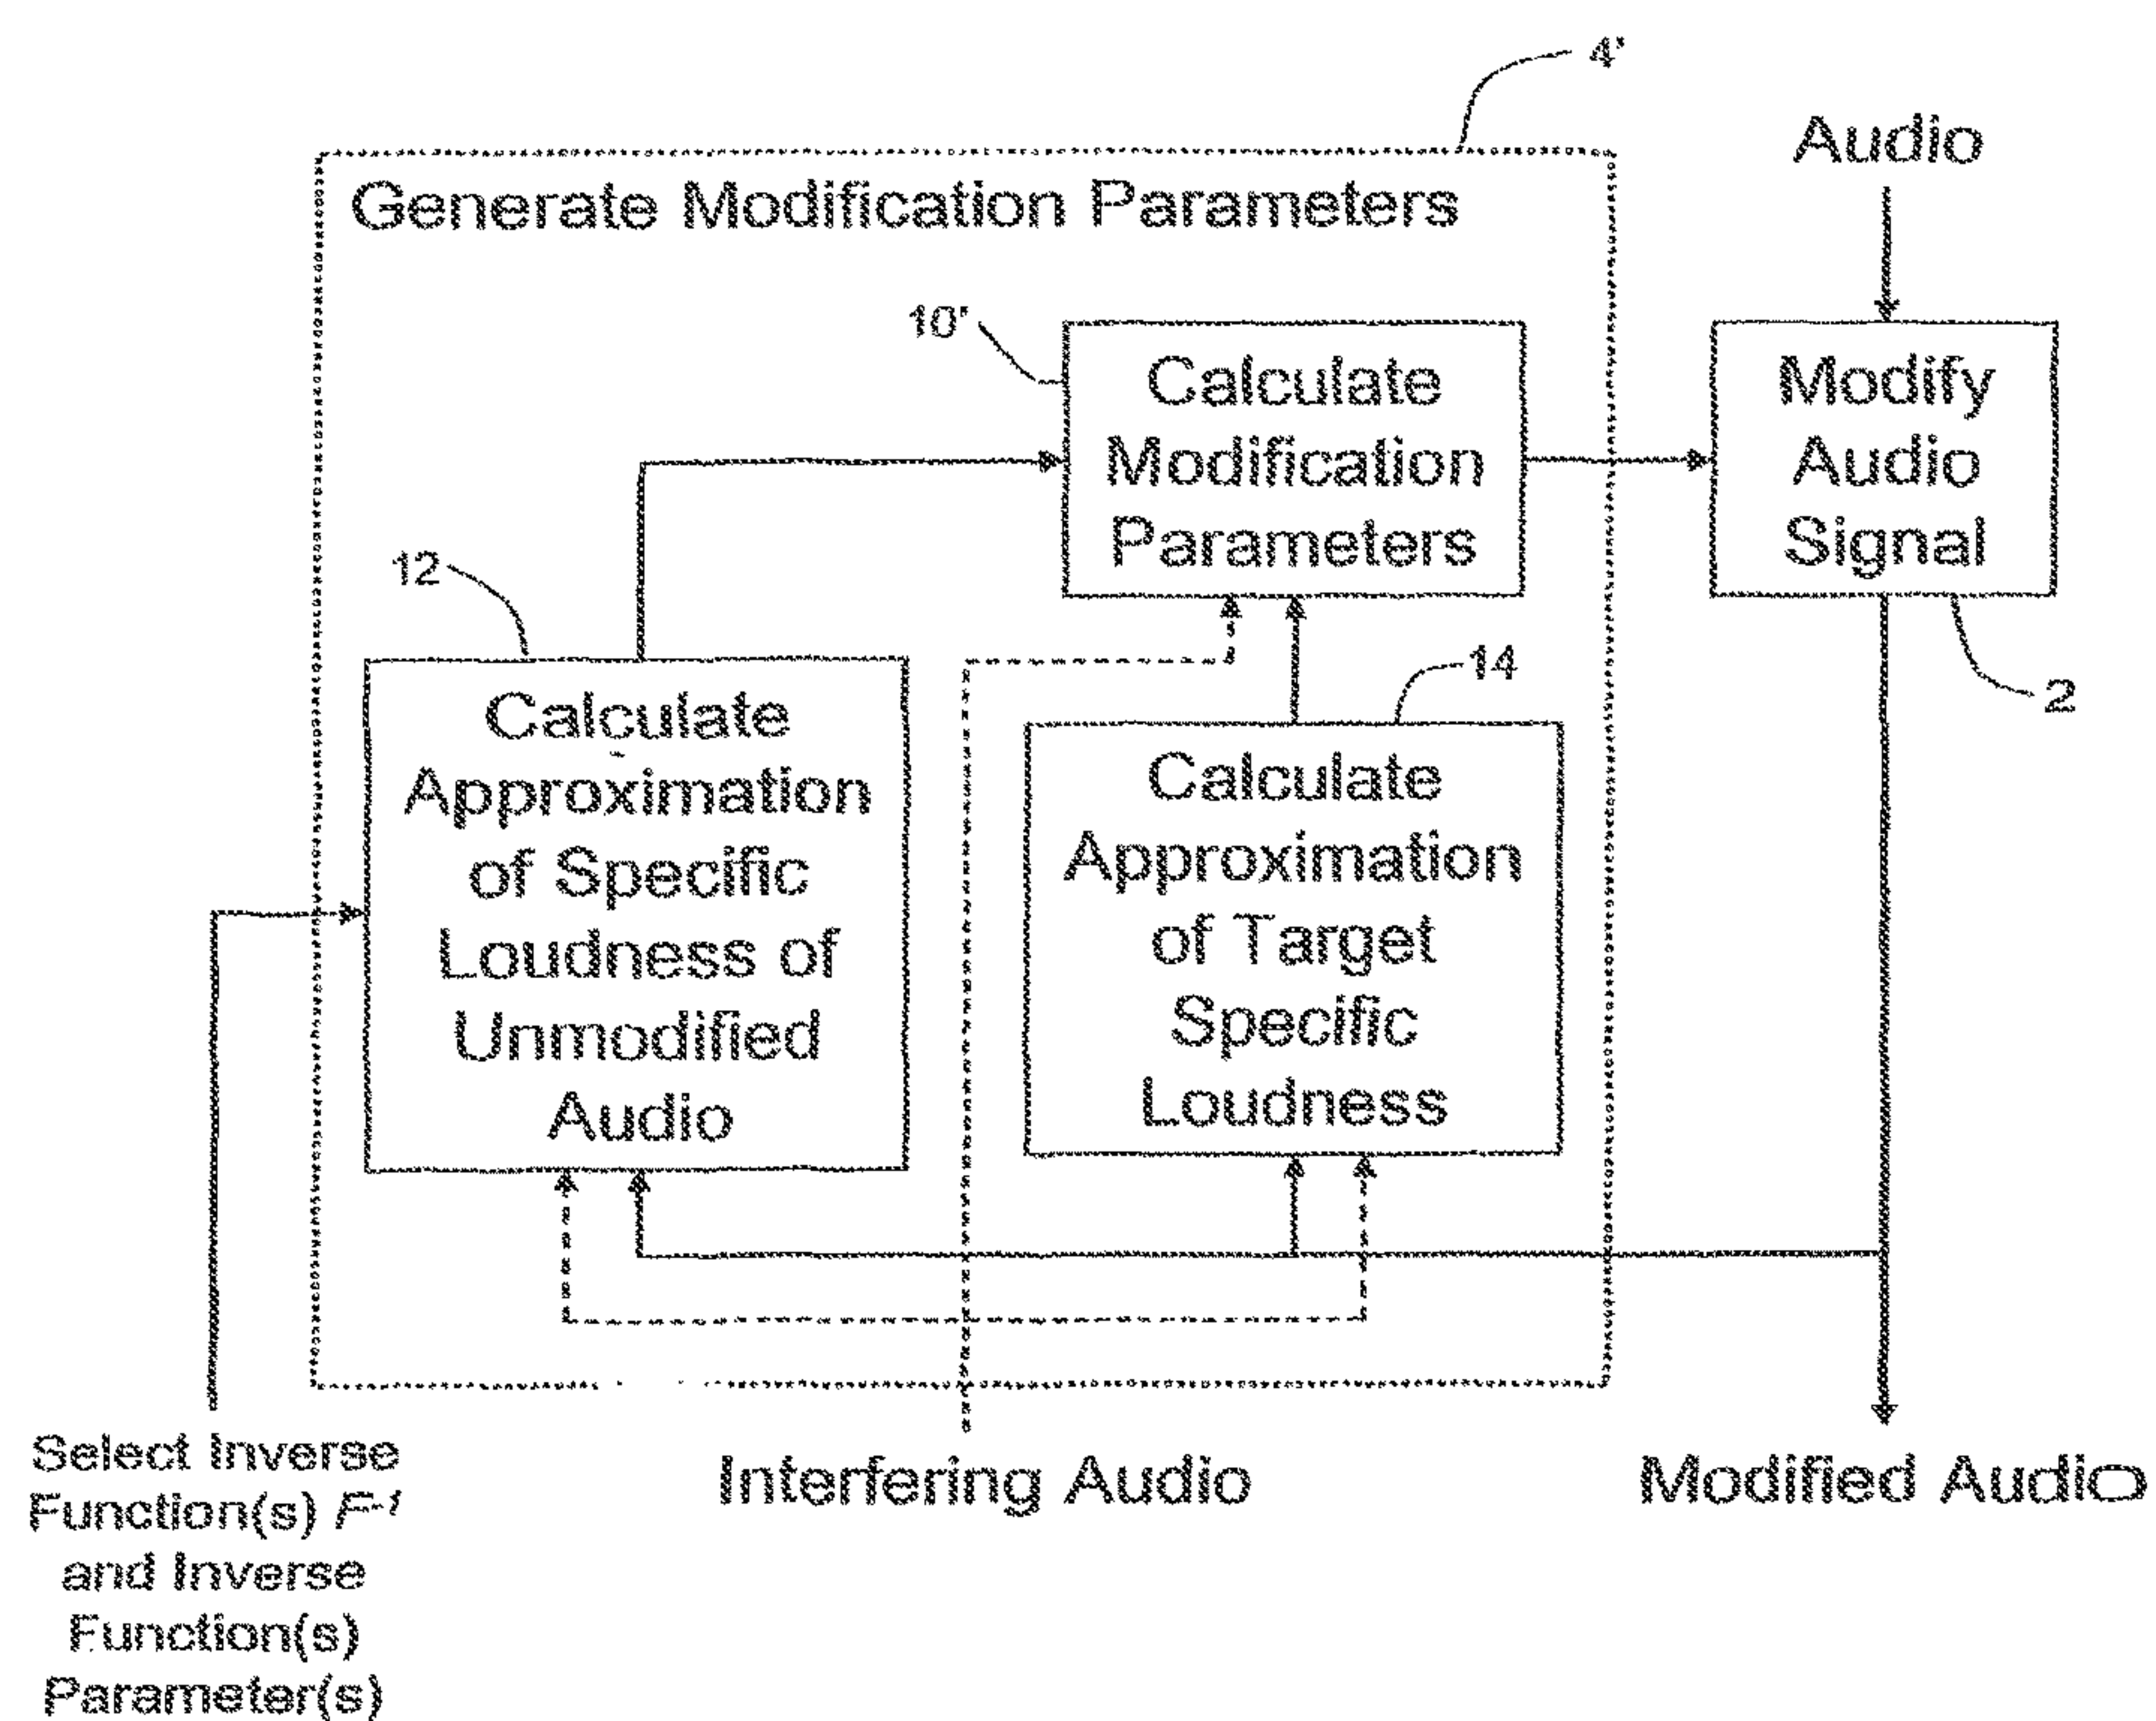 4'
Audio
Generate Modification Parameters
10'
Calculate
Modification
Parameters
Modify
Audio
Signal
2
12
Calculate
Approximation
of Specific
Loudness of
Unmodified
Audio
14
Calculate
Approximation
of Target
Specific
Loudness
Select Inverse
Function(s) F-1
and Inverse
Function(s)
Parameter(s)
Interfering Audio
Modified Audio